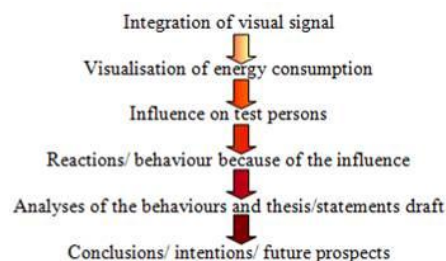 Integration of visual signal
Visualisation of energy consumption
Influence on test persons
Reactions/ behaviour because of the influence
Analyses of the behaviours and thesis/statements draft
Conclusions/ intentions/ future prospects